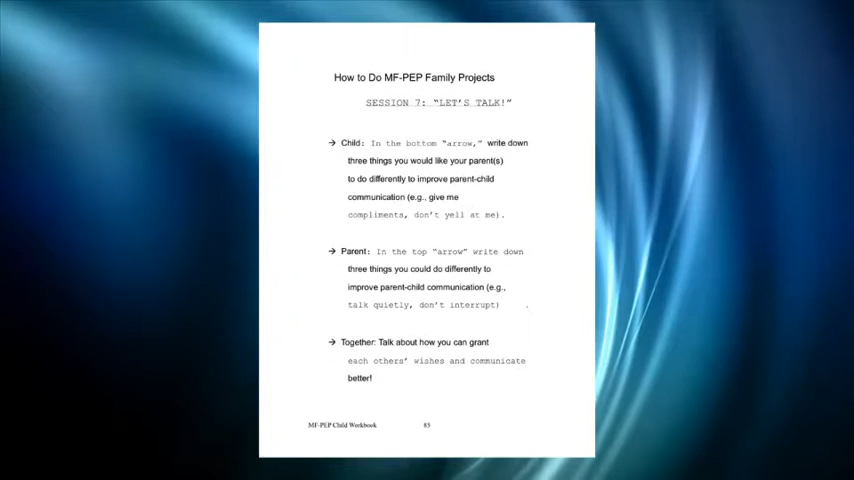 How to Do MF-PEP Family Projects
SESSION 7: “LET’S TALK!”
→ Child: In the bottom “arrow,” write down
three things you would like your parent(s)
to do differently to improve parent-child
communication (e.g., give me
compliments, don’t yell at me).
→ Parent: In the top “arrow” write down
three things you could do differently to
improve parent-child communication (e.g.,
talk quietly, don’t interrupt) .
→ Together: Talk about how you can grant
each others’ wishes and communicate
better!
MF-PEP Child Workbook 85